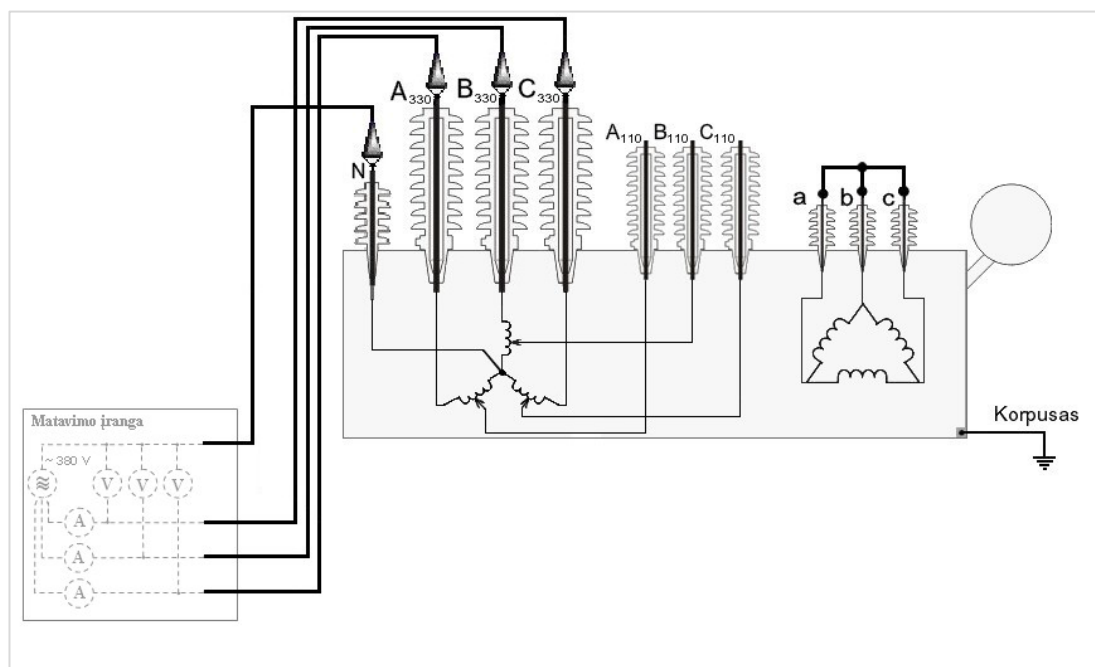 A330 B330 C330
N
A110 B110 C110
a b c
Korpusas
Matavimo įranga
~ 380 V
V V V
A
A
A